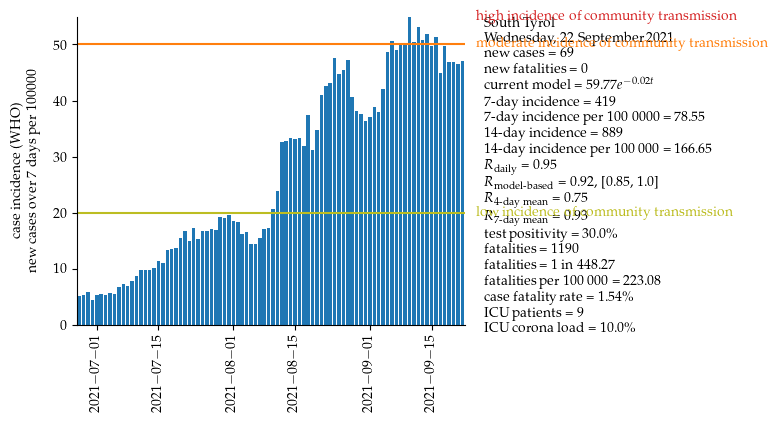 high incidence of community transmission
South Tyrol
Wednesday, 22 September 2021
moderate incidence of community transmission
new cases = 69
new fatalities = 0
current model = 59.77e^{−0.02t}
7-day incidence = 419
7-day incidence per 100 0000 = 78.55
14-day incidence = 889
14-day incidence per 100 000 = 166.65
R_daily = 0.95
R_model-based = 0.92, [0.85, 1.0]
R_4-day mean = 0.75
low incidence of community transmission
R_7-day mean = 0.93
test positivity = 30.0%
fatalities = 1190
fatalities = 1 in 448.27
fatalities per 100 000 = 223.08
case fatality rate = 1.54%
ICU patients = 9
ICU corona load = 10.0%
case incidence (WHO)
new cases over 7 days per 100000
50
40
30
20
10
0
2021−07−01
2021−07−15
2021−08−01
2021−08−15
2021−09−01
2021−09−15